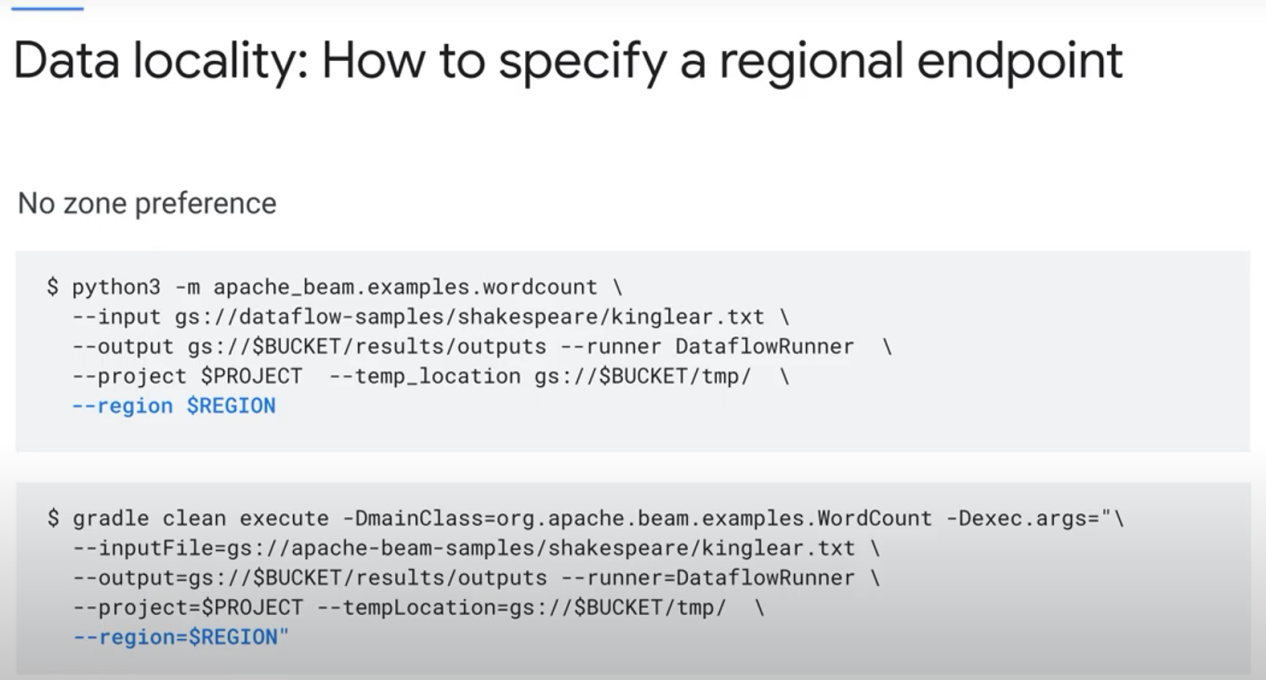 Data locality: How to specify a regional endpoint
No zone preference
$ python3 -m apache_beam.examples.wordcount \
--input gs://dataflow-samples/shakespeare/kinglear.txt \
--output gs://$BUCKET/results/outputs --runner DataflowRunner \
--project $PROJECT --temp_location gs://$BUCKET/tmp/ \
--region $REGION
$ gradle clean execute -DmainClass=org.apache.beam.examples.WordCount -Dexec.args="\
--inputFile=gs://apache-beam-samples/shakespeare/kinglear.txt \
--output=gs://$BUCKET/results/outputs --runner=DataflowRunner \
--project=$PROJECT --tempLocation=gs://$BUCKET/tmp/ \
--region=$REGION"